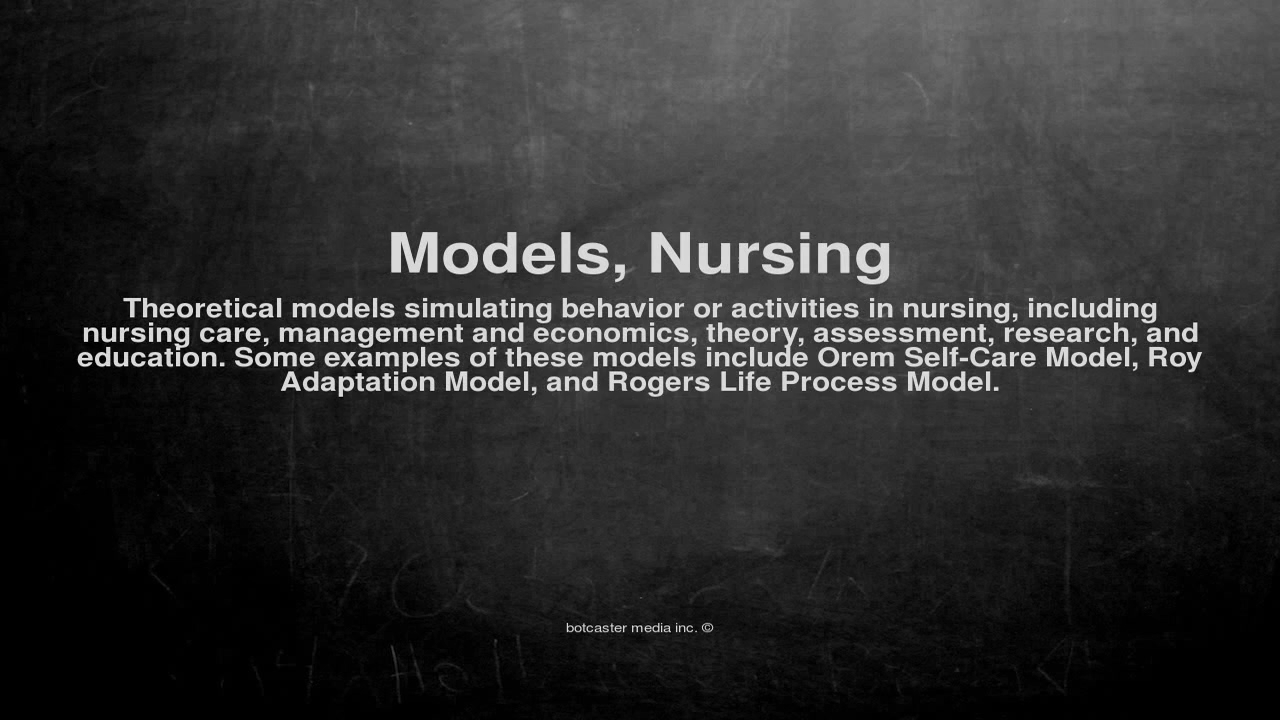 Models, Nursing
Theoretical models simulating behavior or activities in nursing, including
nursing care, management and economics, theory, assessment, research, and
education. Some examples of these models include Orem Self-Care Model, Roy
Adaptation Model, and Rogers Life Process Model.
botcaster media inc. ©